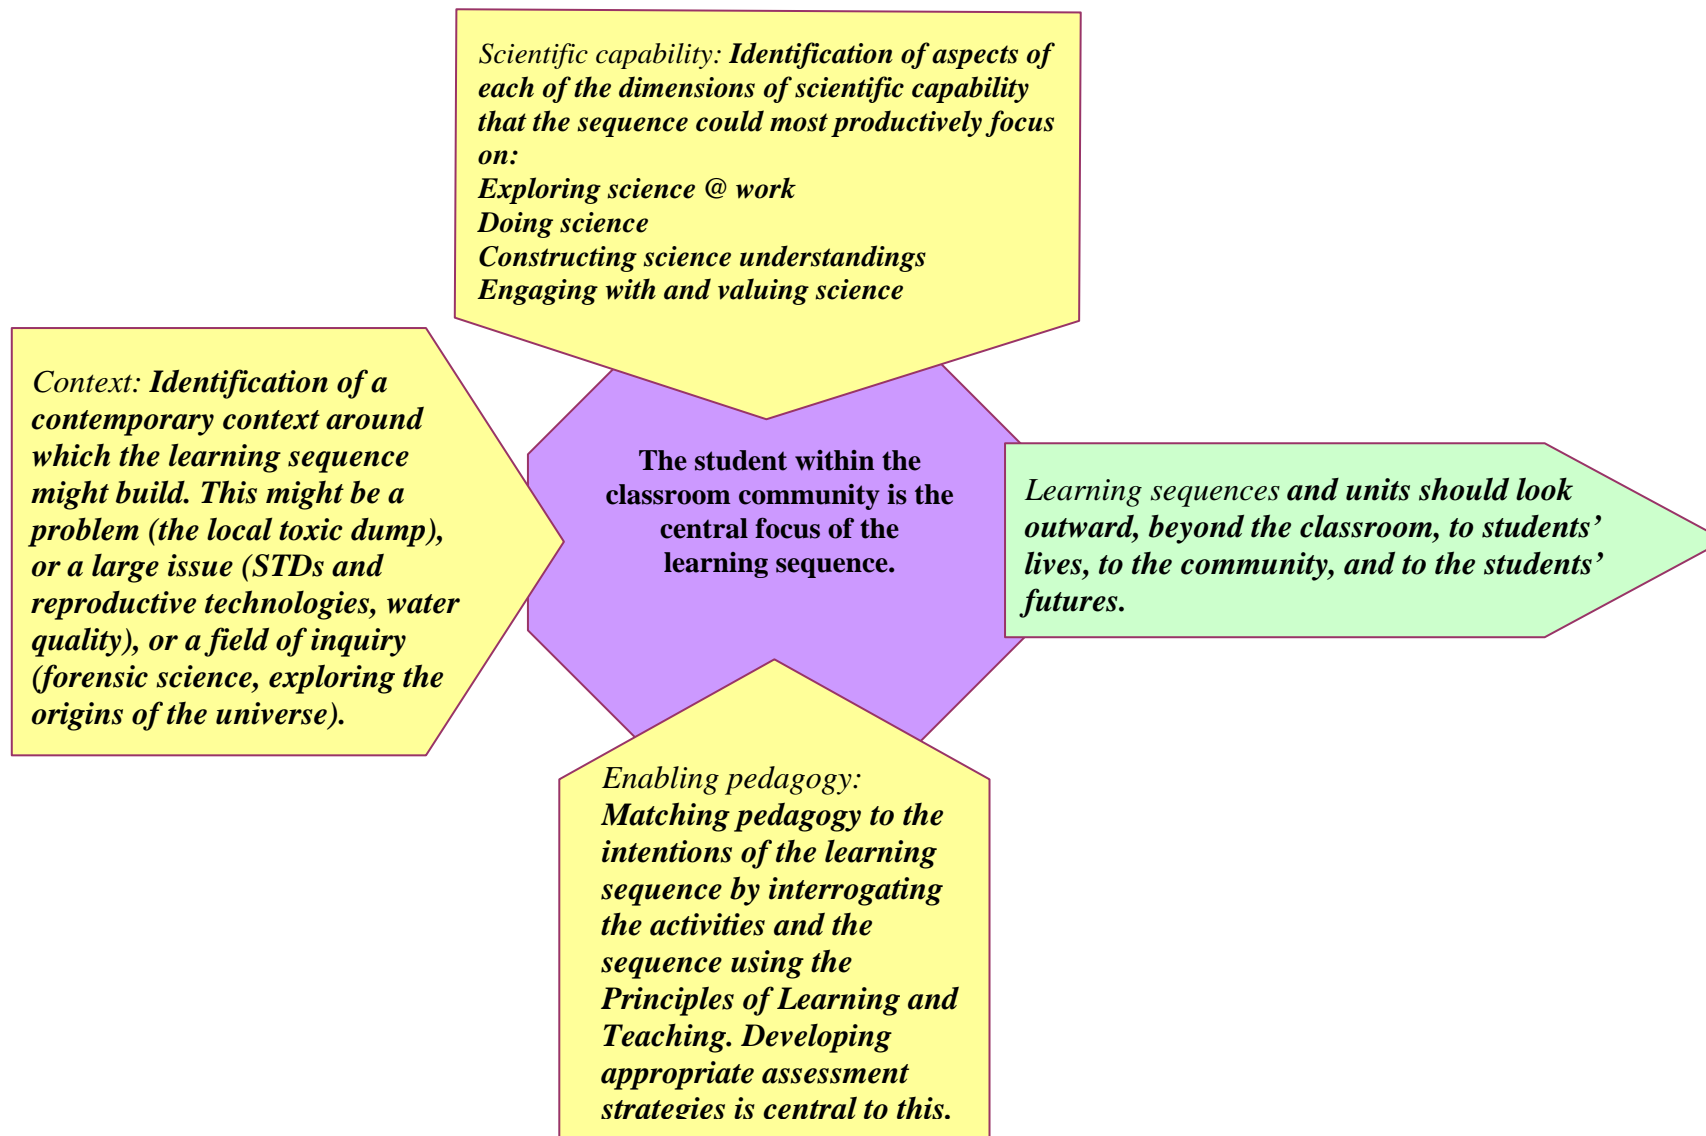 Scientific capability: Identification of aspects of
each of the dimensions of scientific capability
that the sequence could most productively focus
on:
Exploring science @ work
Doing science
Constructing science understandings
Engaging with and valuing science
Context: Identification of a
contemporary context around
which the learning sequence
might build. This might be a
problem (the local toxic dump),
or a large issue (STDs and
reproductive technologies, water
quality), or a field of inquiry
(forensic science, exploring the
origins of the universe).
The student within the
classroom community is the
central focus of the
learning sequence.
Learning sequences and units should look
outward, beyond the classroom, to students’
lives, to the community, and to the students’
futures.
Enabling pedagogy:
Matching pedagogy to the
intentions of the learning
sequence by interrogating
the activities and the
sequence using the
Principles of Learning and
Teaching. Developing
appropriate assessment
strategies is central to this.